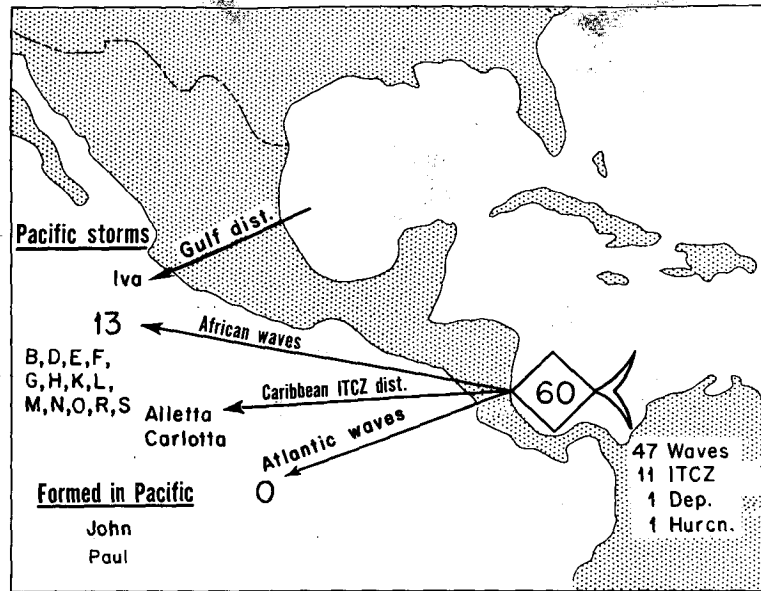 Gulf dist.
Pacific storms
Iva
13
African waves
B, D, E, F,
G, H, K, L,
M, N, O, R, S
Caribbean ITCZ dist.
60
Alletta
Carlotta
Atlantic waves
47 Waves
11 ITCZ
1 Dep.
1 Hurcn.
Formed in Pacific
0
John
Paul